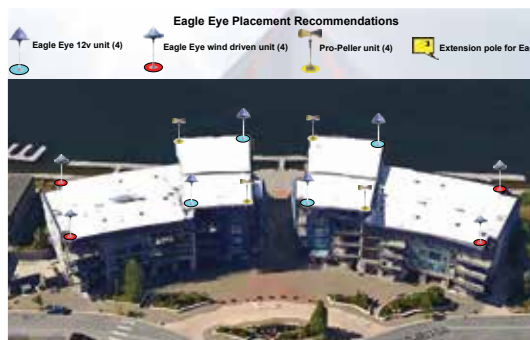 Eagle Eye Placement Recommendations
Eagle Eye 12v unit (4)
Eagle Eye wind driven unit (4)
Pro-Peller unit (4)
Extension pole for Ea